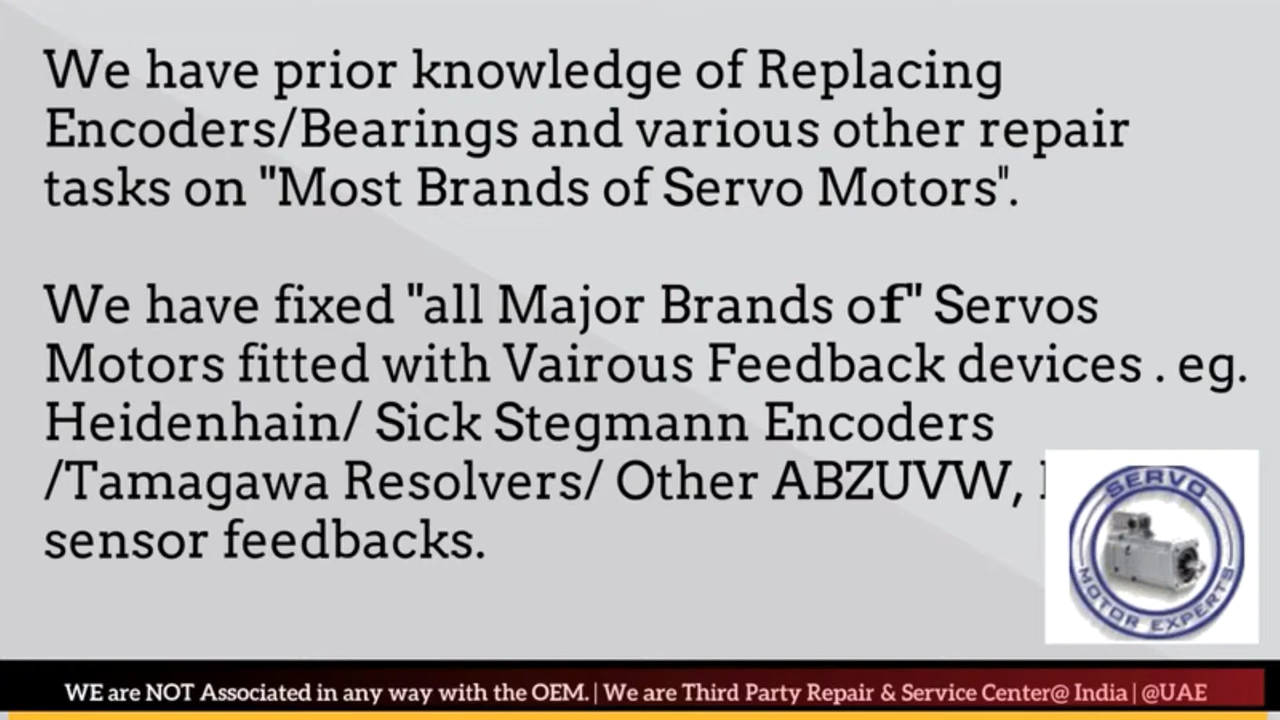 We have prior knowledge of Replacing
Encoders/Bearings and various other repair
tasks on "Most Brands of Servo Motors".
We have fixed "all Major Brands of" Servos
Motors fitted with Vairous Feedback devices . eg.
Heidenhain/ Sick Stegmann Encoders
/Tamagawa Resolvers/ Other ABZUVW,
sensor feedbacks.
SERVO
MOTOR EXPERTS
WE are NOT Associated in any way with the OEM. | We are Third Party Repair & Service Center@ India | @UAE